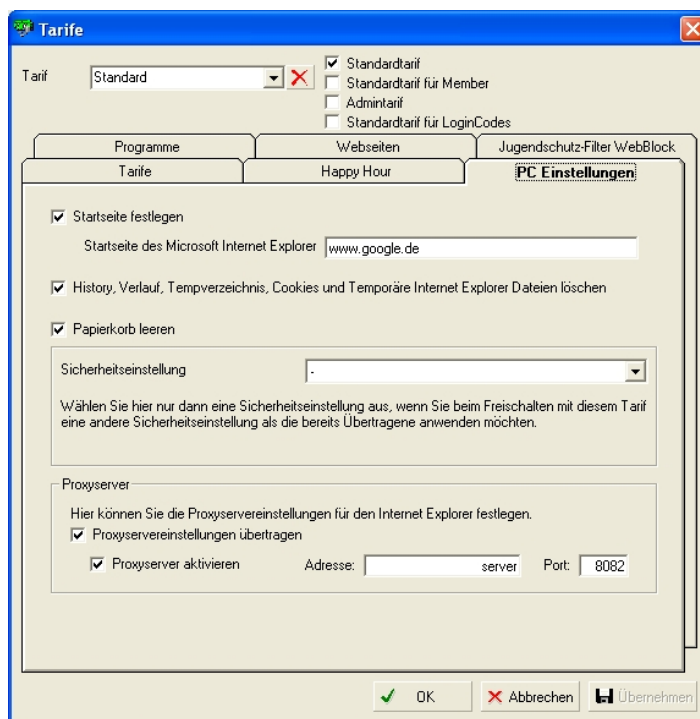 Tarife
Tarif
Standard
Standardtarif
Standardtarif für Member
Admintarif
Standardtarif für LoginCodes
Programme
Webseiten
Jugendschutz-Filter WebBlock
Tarife
Happy Hour
PC Einstellungen
Startseite festlegen
Startseite des Microsoft Internet Explorer
www.google.de
History, Verlauf, Tempverzeichnis, Cookies und Temporäre Internet Explorer Dateien löschen
Papierkorb leeren
Sicherheitseinstellung
-
Wählen Sie hier nur dann eine Sicherheitseinstellung aus, wenn Sie beim Freischalten mit diesem Tarif
eine andere Sicherheitseinstellung als die bereits Übertragene anwenden möchten.
Proxyserver
Hier können Sie die Proxyservereinstellungen für den Internet Explorer festlegen.
Proxyservereinstellungen übertragen
Proxyserver aktivieren
Adresse:
server
Port:
8082
OK
Abbrechen
Übernehmen